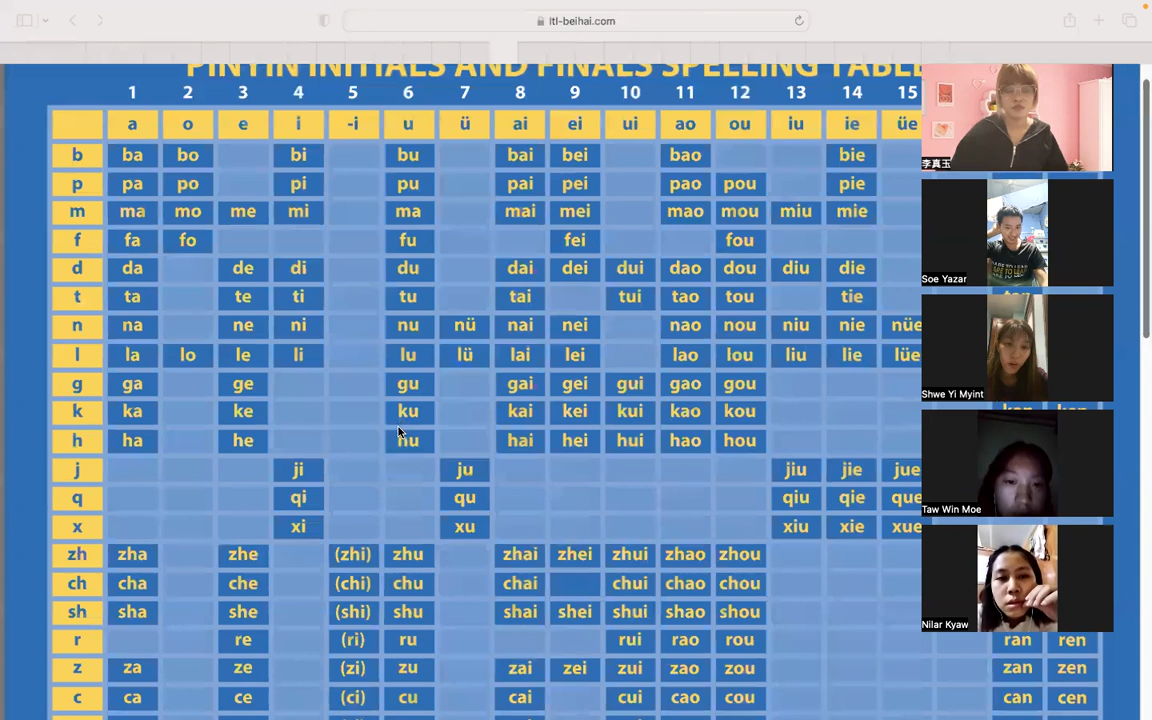 ltl-beihai.com
PINYIN INITIALS AND FINALS SPELLING TABLE
1 2 3 4 5 6 7 8 9 10 11 12 13 14 15
a o e i -i u ü ai ei ui ao ou iu ie üe
b ba bo bi bu bai bei bao bie
p pa po pi pu pai pei pao pou pie
m ma mo me mi ma mai mei mao mou miu mie
f fa fo fu fei fou
d da de di du dai dei dui dao dou diu die
t ta te ti tu tai tui tao tou tie
n na ne ni nu nü nai nei nao nou niu nie nüe
l la lo le li lu lü lai lei lao lou liu lie lüe
g ga ge gu gai gei gui gao gou
k ka ke ku kai kei kui kao kou
h ha he hu hai hei hui hao hou
j ji ju jiu jie jue
q qi qu qiu qie que
x xi xu xiu xie xue
zh zha zhe (zhi) zhu zhai zhei zhui zhao zhou
ch cha che (chi) chu chai chui chao chou
sh sha she (shi) shu shai shei shui shao shou
r re (ri) ru rui rao rou ran ren
z za ze (zi) zu zai zei zui zao zou zan zen
c ca ce (ci) cu cai cui cao cou can cen
李真玉
Soe Yazar
Shwe Yi Myint
Taw Win Moe
Nilar Kyaw